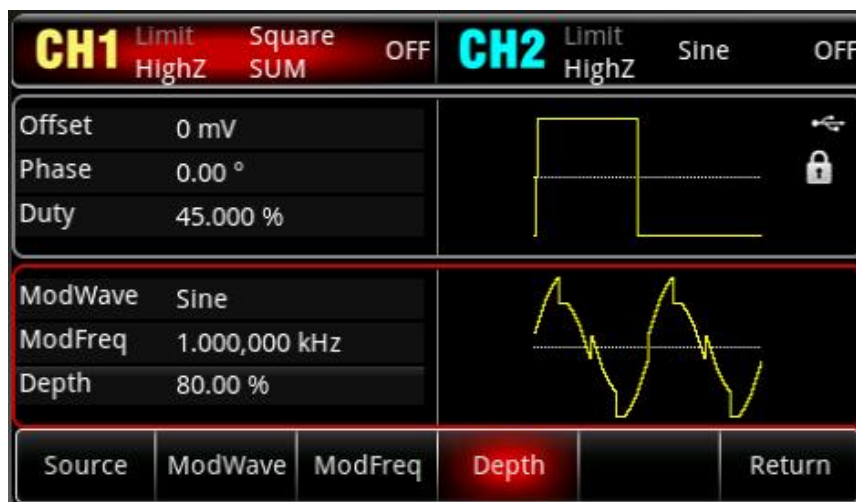 CH1 Limit Square OFF CH2 Limit Sine OFF
HighZ SUM HighZ
Offset 0 mV
Phase 0.00 °
Duty 45.000 %
ModWave Sine
ModFreq 1.000,000 kHz
Depth 80.00 %
Source ModWave ModFreq Depth Return